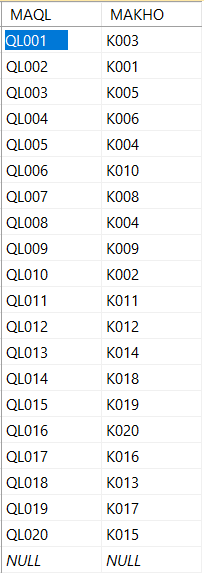 MAQL MAKHO
QL001 K003
QL002 K001
QL003 K005
QL004 K006
QL005 K004
QL006 K010
QL007 K008
QL008 K004
QL009 K009
QL010 K002
QL011 K011
QL012 K012
QL013 K014
QL014 K018
QL015 K019
QL016 K020
QL017 K016
QL018 K013
QL019 K017
QL020 K015
NULL NULL